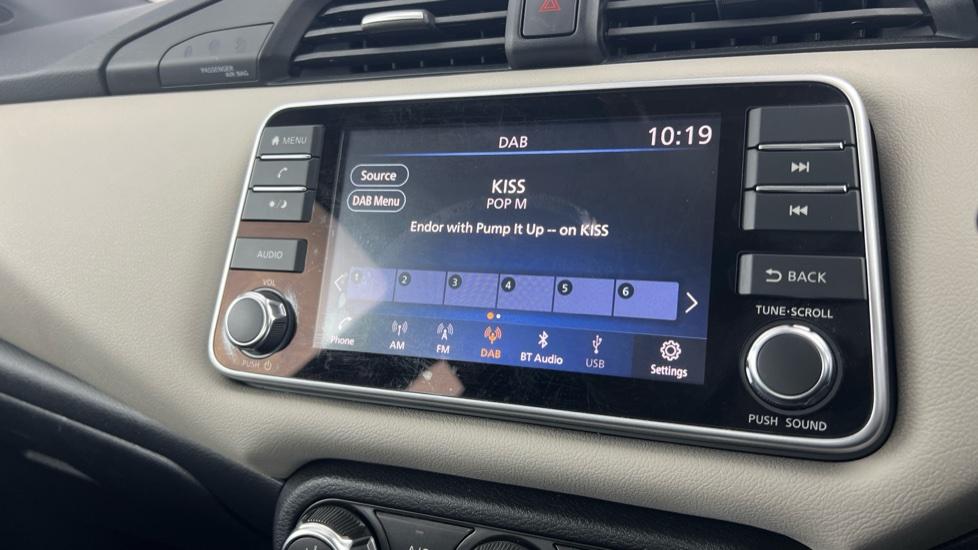 PASSENGER
AIR BAG
MENU
AUDIO
VOL
PUSH
DAB
10:19
Source
DAB Menu
KISS
POP M
Endor with Pump It Up -- on KISS
1 2 3 4 5 6
Phone
AM
FM
DAB
BT Audio
USB
Settings
BACK
TUNE·SCROLL
PUSH SOUND